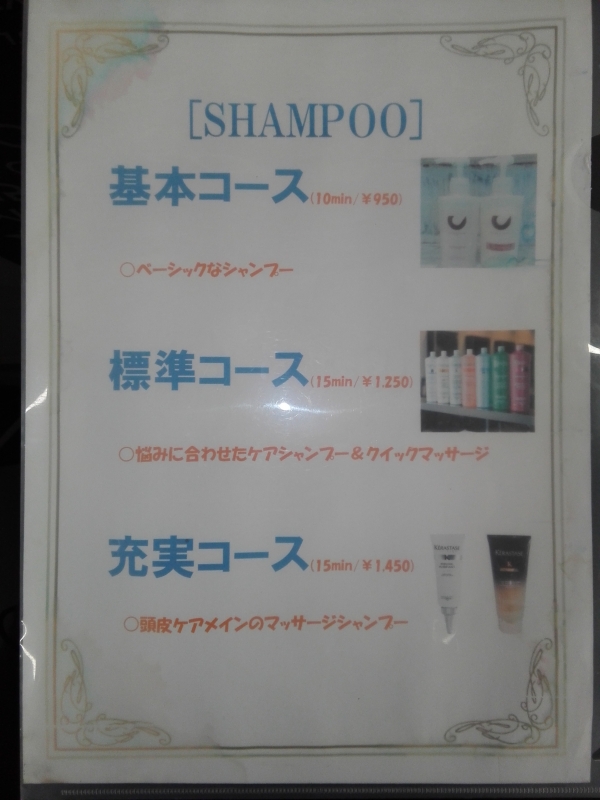 [SHAMPOO]
基本コース(10min/￥950)
○ベーシックなシャンプー
標準コース(15min/￥1.250)
○悩みに合わせたケアシャンプー＆クイックマッサージ
充実コース(15min/￥1.450)
○頭皮ケアメインのマッサージシャンプー